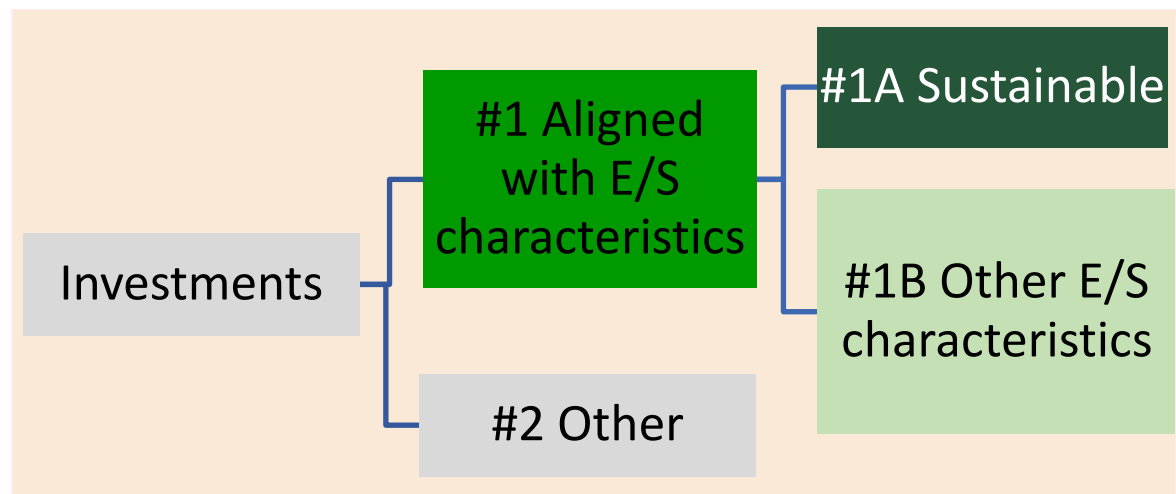 Investments
#1 Aligned
with E/S
characteristics
#2 Other
#1A Sustainable
#1B Other E/S
characteristics